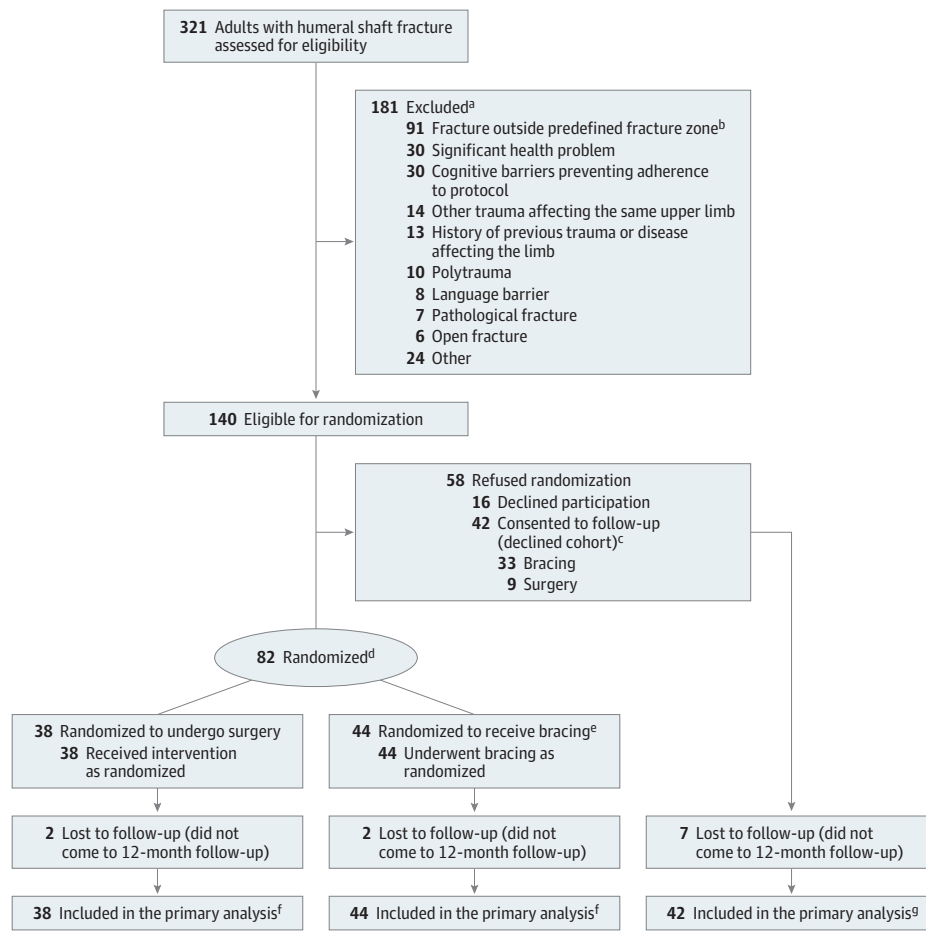 321 Adults with humeral shaft fracture
assessed for eligibility
181 Excludedª
91 Fracture outside predefined fracture zoneᵇ
30 Significant health problem
30 Cognitive barriers preventing adherence
to protocol
14 Other trauma affecting the same upper limb
13 History of previous trauma or disease
affecting the limb
10 Polytrauma
8 Language barrier
7 Pathological fracture
6 Open fracture
24 Other
140 Eligible for randomization
58 Refused randomization
16 Declined participation
42 Consented to follow-up
(declined cohort)ᶜ
33 Bracing
9 Surgery
82 Randomizedᵈ
38 Randomized to undergo surgery
38 Received intervention
as randomized
44 Randomized to receive bracingᵉ
44 Underwent bracing as
randomized
2 Lost to follow-up (did not
come to 12-month follow-up)
2 Lost to follow-up (did not
come to 12-month follow-up)
7 Lost to follow-up (did not
come to 12-month follow-up)
38 Included in the primary analysisᶠ
44 Included in the primary analysisᶠ
42 Included in the primary analysisᵍ